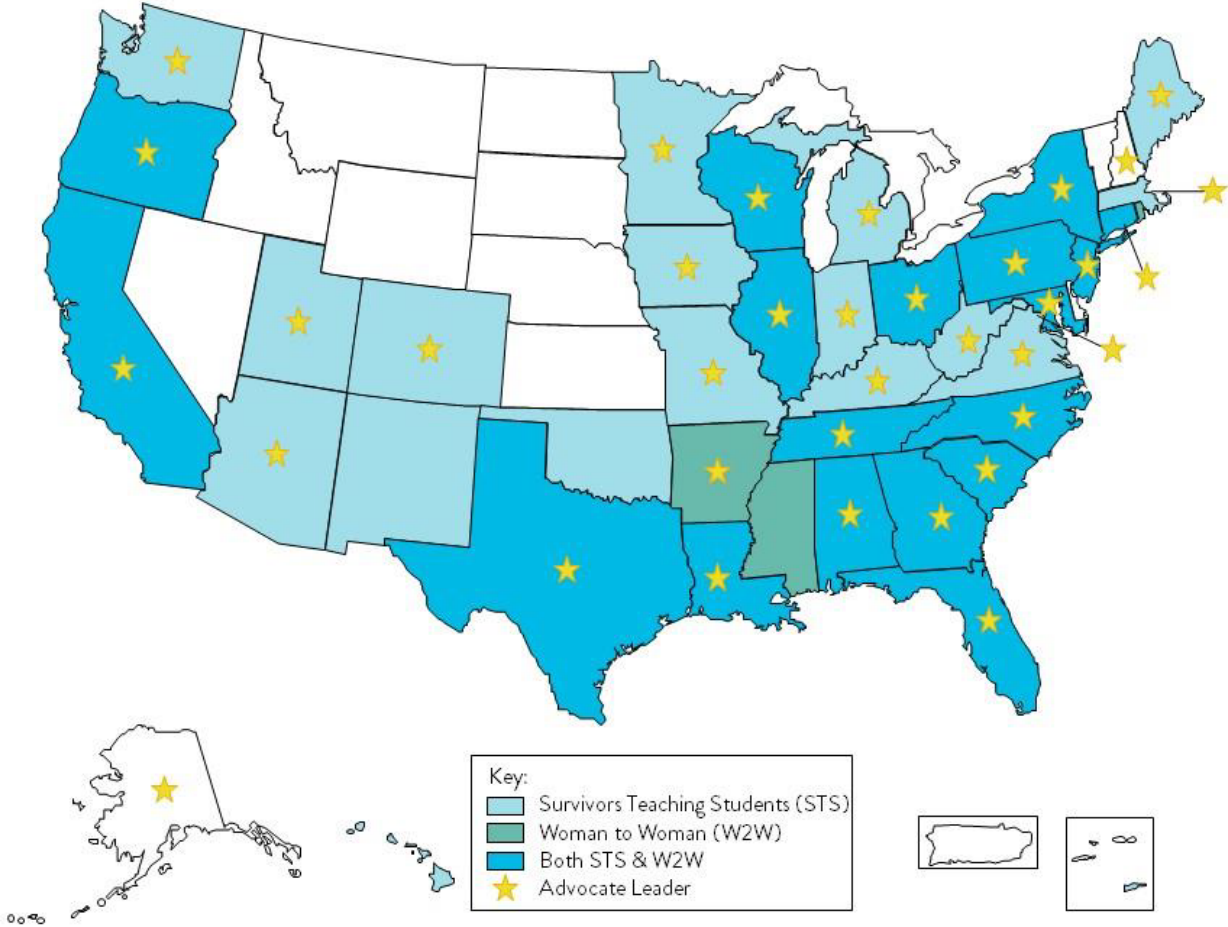 Key:
Survivors Teaching Students (STS)
Woman to Woman (W2W)
Both STS & W2W
Advocate Leader